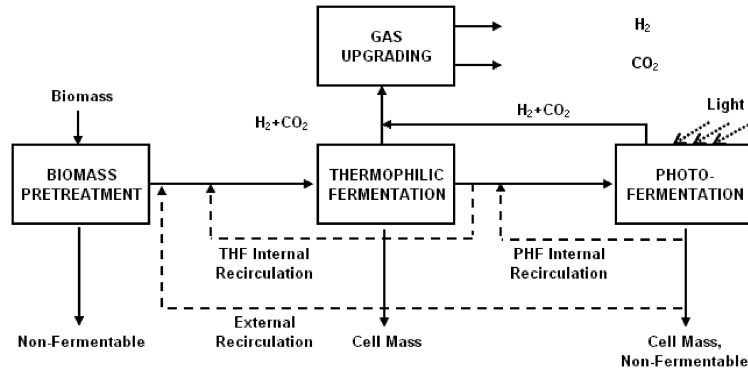 GAS
UPGRADING
H₂
CO₂
Biomass
H₂+CO₂
H₂+CO₂
Light
BIOMASS
PRETREATMENT
THERMOPHILIC
FERMENTATION
PHOTO-
FERMENTATION
THF Internal
Recirculation
PHF Internal
Recirculation
External
Recirculation
Non-Fermentable
Cell Mass
Cell Mass,
Non-Fermentable